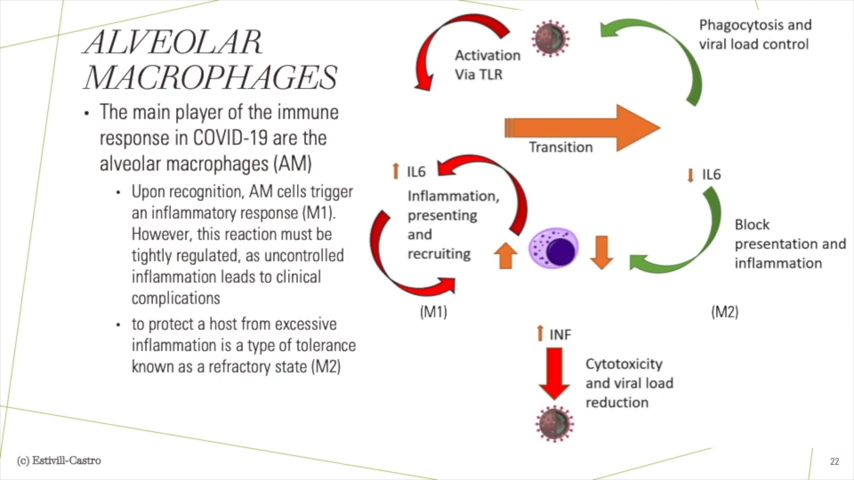 ALVEOLAR
MACROPHAGES
• The main player of the immune
response in COVID-19 are the
alveolar macrophages (AM)
• Upon recognition, AM cells trigger
an inflammatory response (M1).
However, this reaction must be
tightly regulated, as uncontrolled
inflammation leads to clinical
complications
• to protect a host from excessive
inflammation is a type of tolerance
known as a refractory state (M2)
Activation
Via TLR
Phagocytosis and
viral load control
Transition
IL6
Inflammation,
presenting
and
recruiting
(M1)
IL6
Block
presentation and
inflammation
(M2)
INF
Cytotoxicity
and viral load
reduction
(c) Estivill-Castro
22